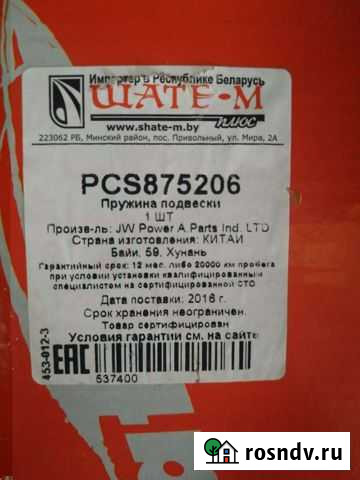 Импортер в Республике Беларусь
ШАТЕ-М
плюс
www.shate-m.by
223062 РБ, Минский район, пос. Привольный, ул. Мира, 2А
PCS875206
Пружина подвески
1 ШТ
Произв-ль: JW Power A.Parts Ind. LTD
Страна изготовления: КИТАЙ
Байи, 59, Хунань
Гарантийный срок: 12 мес. либо 20000 км пробега
при условии установки квалифицированным
специалистом на сертифицированной СТО
Дата поставки: 2016 г.
Срок хранения неограничен.
Товар сертифицирован
Условия гарантии см. на сайте
EAC
537400
453-012-3
rosndv.ru